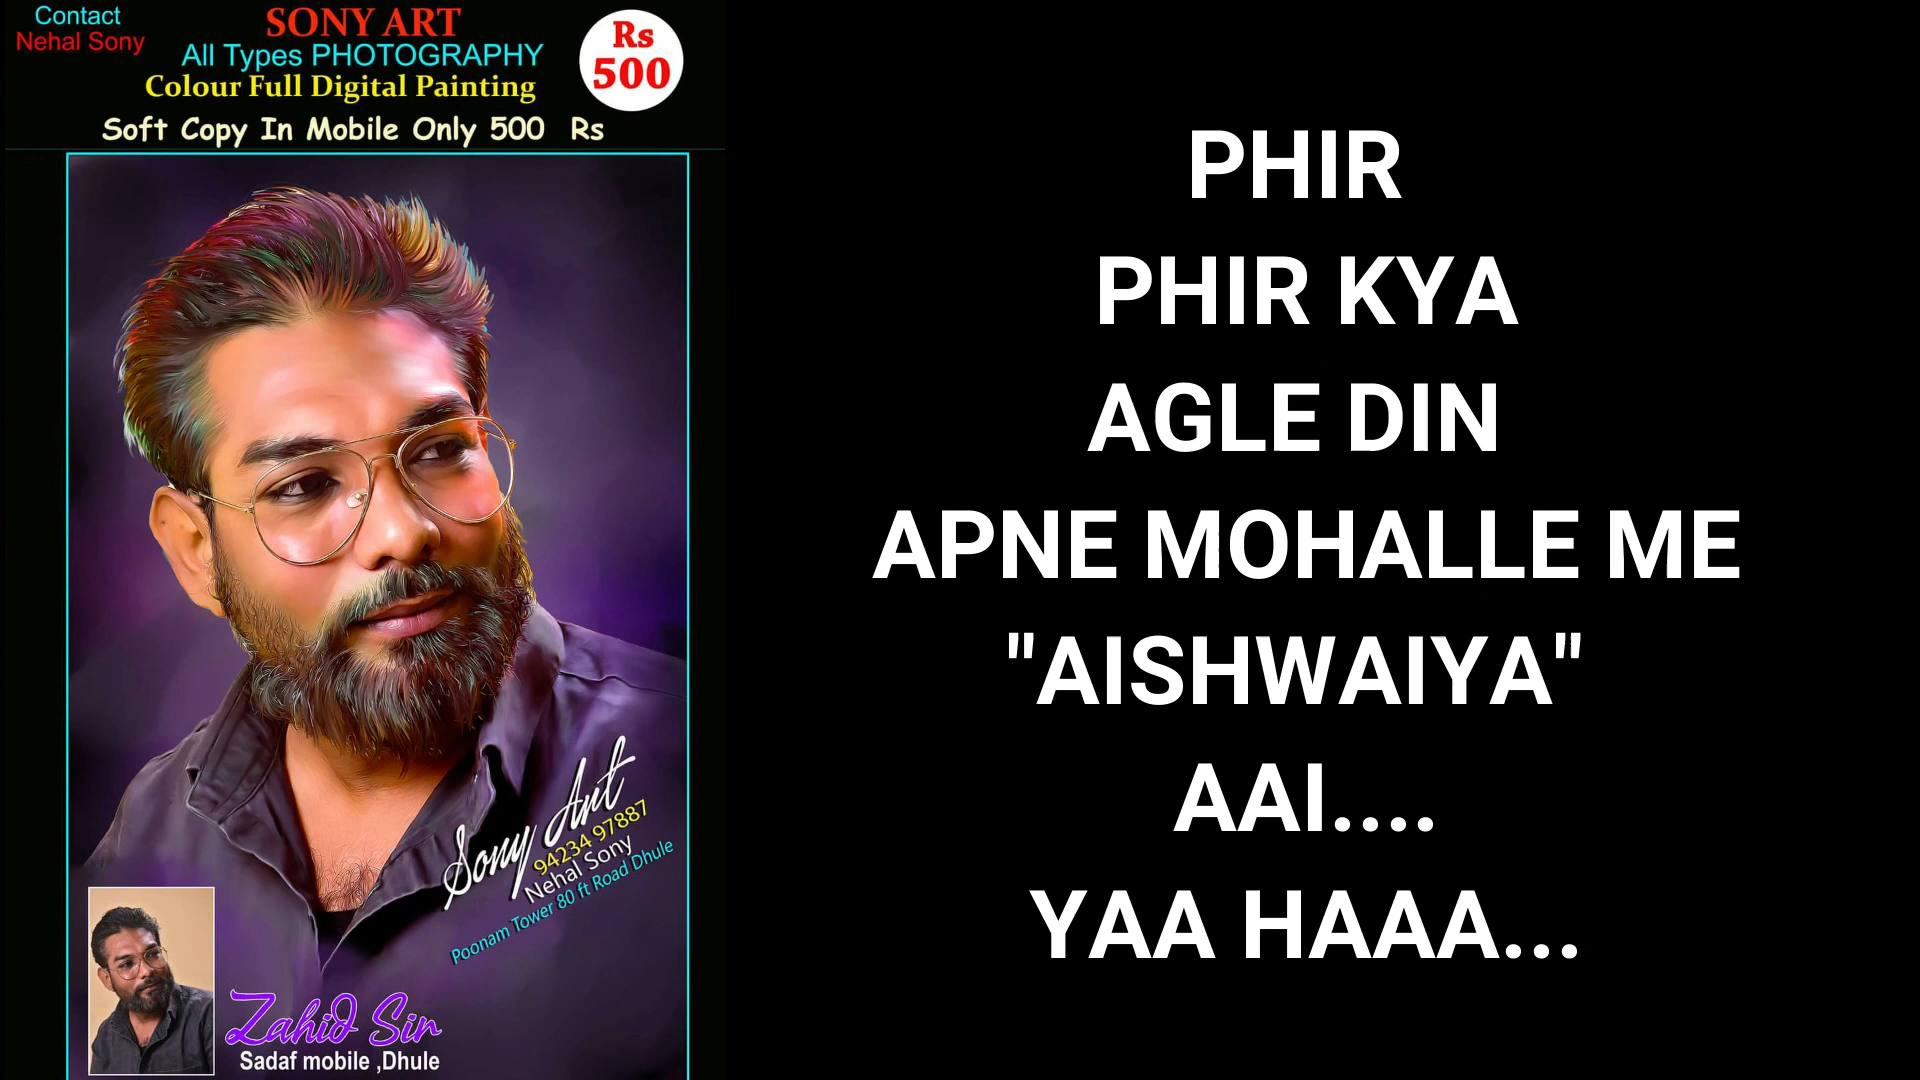 Contact
Nehal Sony
SONY ART
All Types PHOTOGRAPHY
Colour Full Digital Painting
Soft Copy In Mobile Only 500 Rs
Rs
500
Sony Art
94234 97887
Nehal Sony
Poonam Tower 80 ft Road Dhule
Zahid Sir
Sadaf mobile ,Dhule
PHIR
PHIR KYA
AGLE DIN
APNE MOHALLE ME
"AISHWAIYA"
AAI....
YAA HAAA...